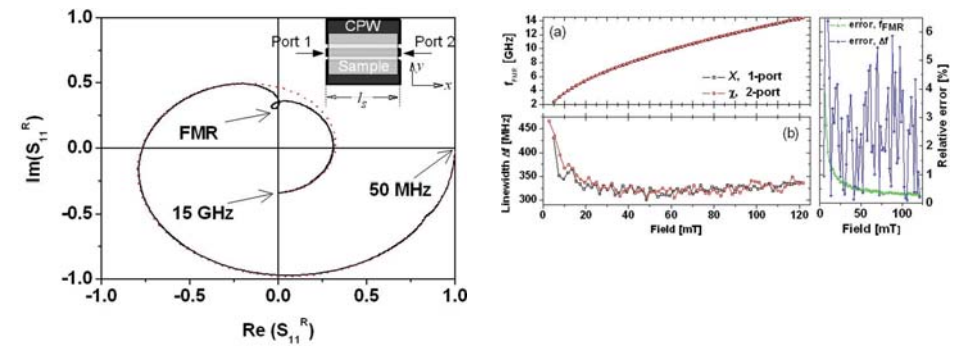 1.0
0.5
0.0
-0.5
-1.0
-1.0
-0.5
0.0
0.5
1.0
Im(S11^R)
Re (S11^R)
CPW
Port 1
Port 2
Sample
y
x
l_s
FMR
50 MHz
15 GHz
(a)
14
12
10
8
6
4
2
f_FMR [GHz]
X, 1-port
χ, 2-port
(b)
450
400
350
300
Linewidth Δf [MHz]
0
20
40
60
80
100
120
Field [mT]
error, f_FMR
error, Δf
6
5
4
3
2
1
0
Relative error [%]
0
50
100
Field [mT]